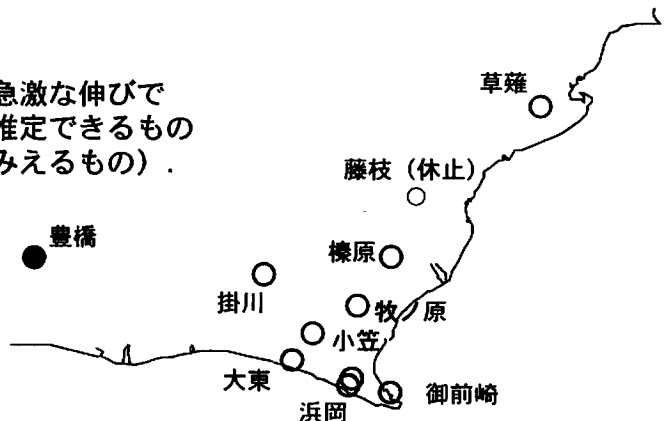 急激な伸びで
推定できるもの
みえるもの）.
草薙
藤枝（休止）
豊橋
榛原
掛川
牧ノ原
小笠
大東
浜岡
御前崎